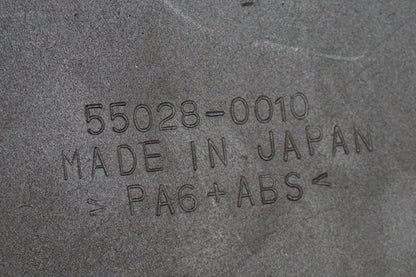 55028-0010
MADE IN JAPAN
> PA6+ABS <